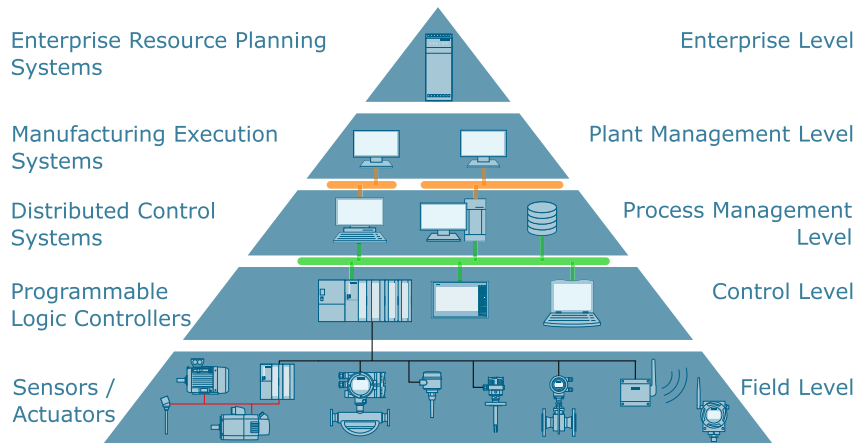 Enterprise Resource Planning
Systems
Enterprise Level
Manufacturing Execution
Systems
Plant Management Level
Distributed Control
Systems
Process Management
Level
Programmable
Logic Controllers
Control Level
Sensors /
Actuators
Field Level